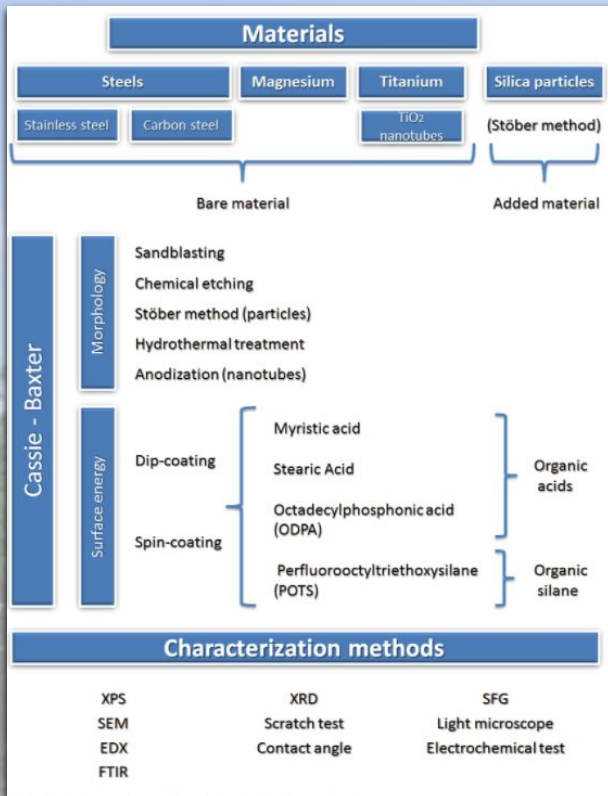 Materials
Steels Magnesium Titanium Silica particles
Stainless steel Carbon steel TiO₂ (Stöber method)
nanotubes
Bare material Added material
Cassie - Baxter
Morphology
Sandblasting
Chemical etching
Stöber method (particles)
Hydrothermal treatment
Anodization (nanotubes)
Surface energy
Dip-coating
Spin-coating
Myristic acid
Stearic Acid
Octadecylphosphonic acid
(ODPA)
Organic
acids
Perfluorooctyltriethoxysilane
(POTS)
Organic
silane
Characterization methods
XPS XRD SFG
SEM Scratch test Light microscope
EDX Contact angle Electrochemical test
FTIR